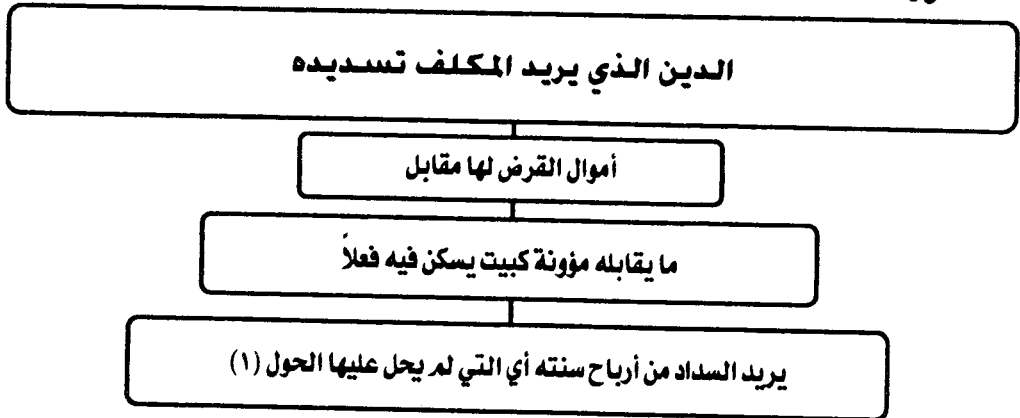 الدين الذي يريد المكلف تسديده
أموال القرض لها مقابل
ما يقابله مؤونة كبيت يسكن فيه فعلاً
يريد السداد من أرباح سنته أي التي لم يحل عليها الحول (١)